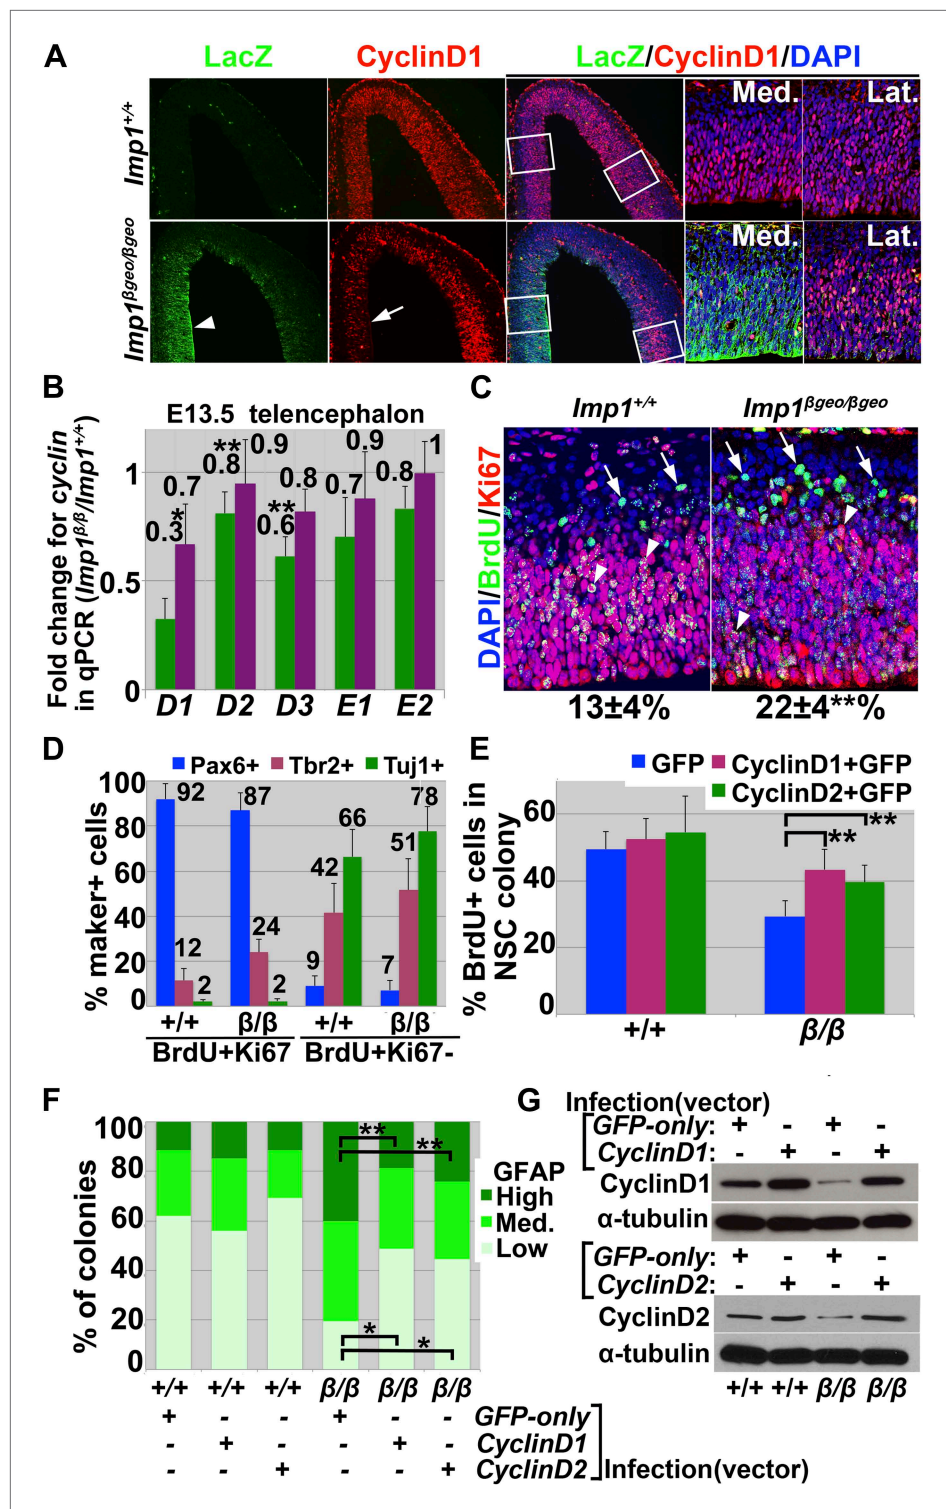 A
LacZ CyclinD1 LacZ/CyclinD1/DAPI
Imp1+/+
Med. Lat.
Imp1βgeo/βgeo
Med. Lat.
B
E13.5 telencephalon
Fold change for cyclin
in qPCR (Imp1β/β/Imp1+/+)
1
0.5
0
0.3 0.7 * 0.8 ** 0.9 0.6 ** 0.8 0.7 0.9 0.8 1
D1 D2 D3 E1 E2
C
Imp1+/+ Imp1βgeo/βgeo
DAPI/BrdU/Ki67
13±4% 22±4**%
D
Pax6+ Tbr2+ Tuj1+
% maker+ cells
100
80
60
40
20
0
92 12 2 87 24 2 9 42 66 7 51 78
+/+ β/β +/+ β/β
BrdU+Ki67 BrdU+Ki67-
E
GFP CyclinD1+GFP
CyclinD2+GFP
% BrdU+ cells in
NSC colony
60
40
20
0
** **
+/+ β/β
F
% of colonies
100
80
60
40
20
0
**
**
*
*
GFAP
High
Med.
Low
+/+ +/+ +/+ β/β β/β β/β
+ - - + - - GFP-only
- + - - + - CyclinD1
- - + - - + CyclinD2
Infection(vector)
G
Infection(vector)
GFP-only: + - + -
CyclinD1: - + - +
CyclinD1
α-tubulin
GFP-only: + - + -
CyclinD2: - + - +
CyclinD2
α-tubulin
+/+ +/+ β/β β/β